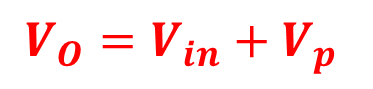 V_O = V_in + V_p